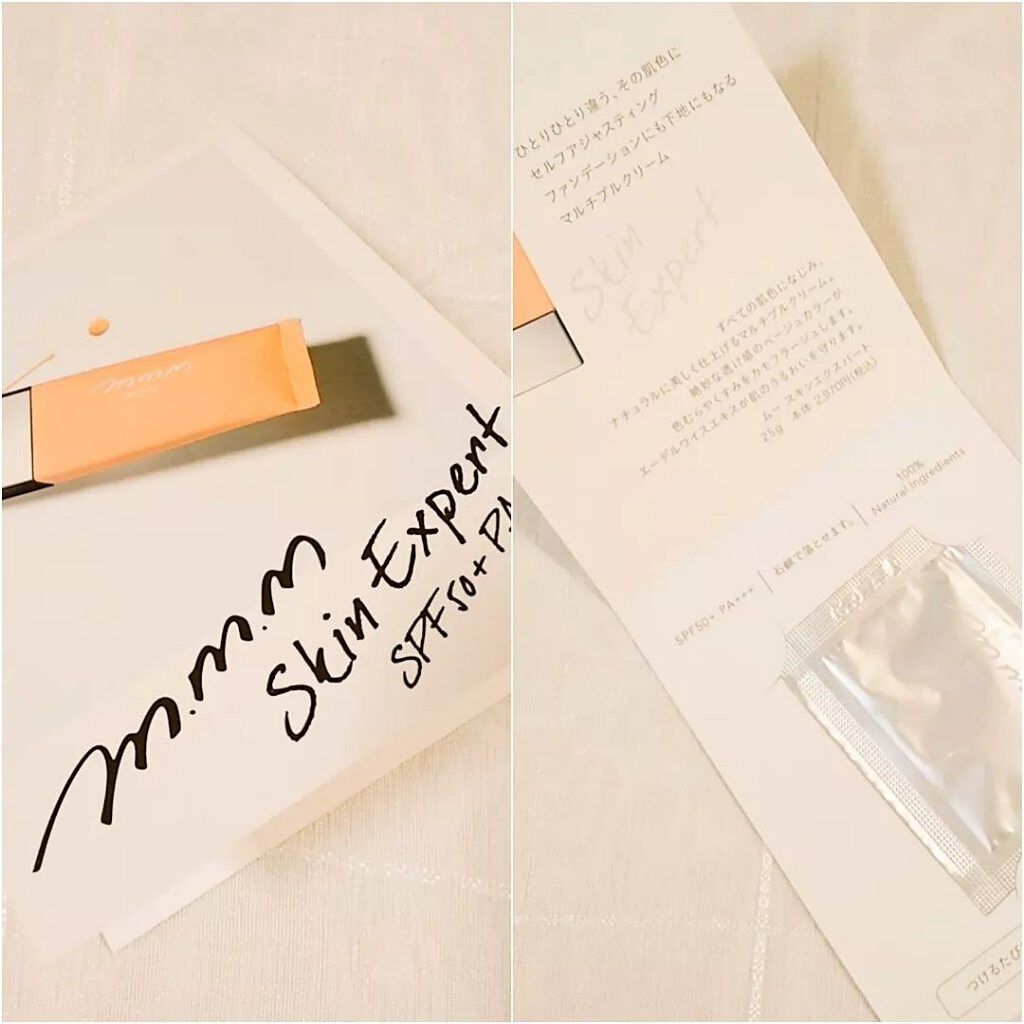 m.m.m
Skin Expert
SPF50+ PA
ひとりひとり違う、その肌色に
セルフアジャスティング
ファンデーションにも下地にもなる
マルチプルクリーム
Skin
Expert
すべての肌色になじみ、
ナチュラルに美しく仕上げるマルチプルクリーム。
絶妙な透け感のベージュカラーが
色むらやくすみをカモフラージュします。
エーデルワイスエキスが肌のうるおいを守ります。
ムー スキンエクスパート
25g 本体 2,970円(税込)
SPF50+ PA+++
石鹸で落とせます。
100%
Natural Ingredients
つけるたび